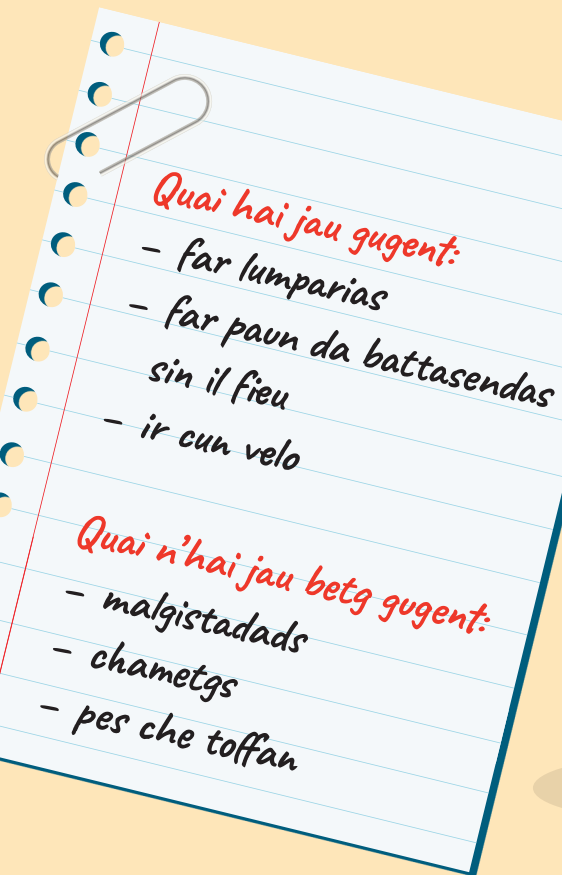 Quai hai jau gugent:
– far lumparias
– far paun da battasendas
sin il fieu
– ir cun velo
Quai n'hai jau betg gugent:
– malgistadads
– chametgs
– pes che toffan